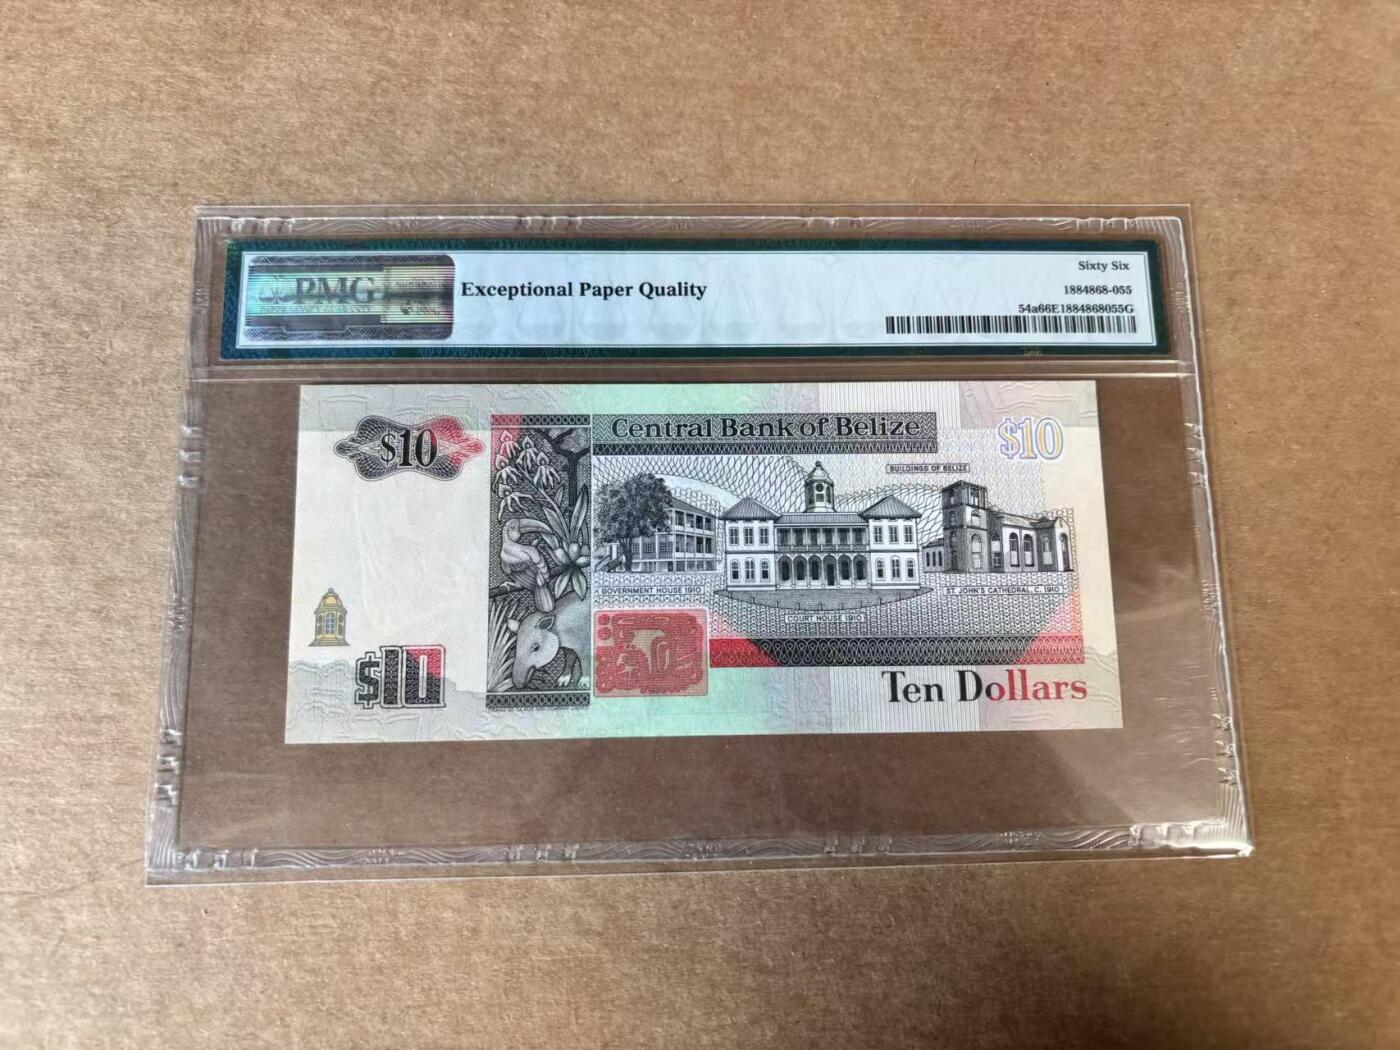 PMG
Exceptional Paper Quality
Sixty Six
1884868-055
54a66E1884868055G
$10
Central Bank of Belize
$10
BUILDINGS OF BELIZE
GOVERNMENT HOUSE 1910
COURT HOUSE 1910
ST. JOHN'S CATHEDRAL, C. 1910
$10
Ten Dollars